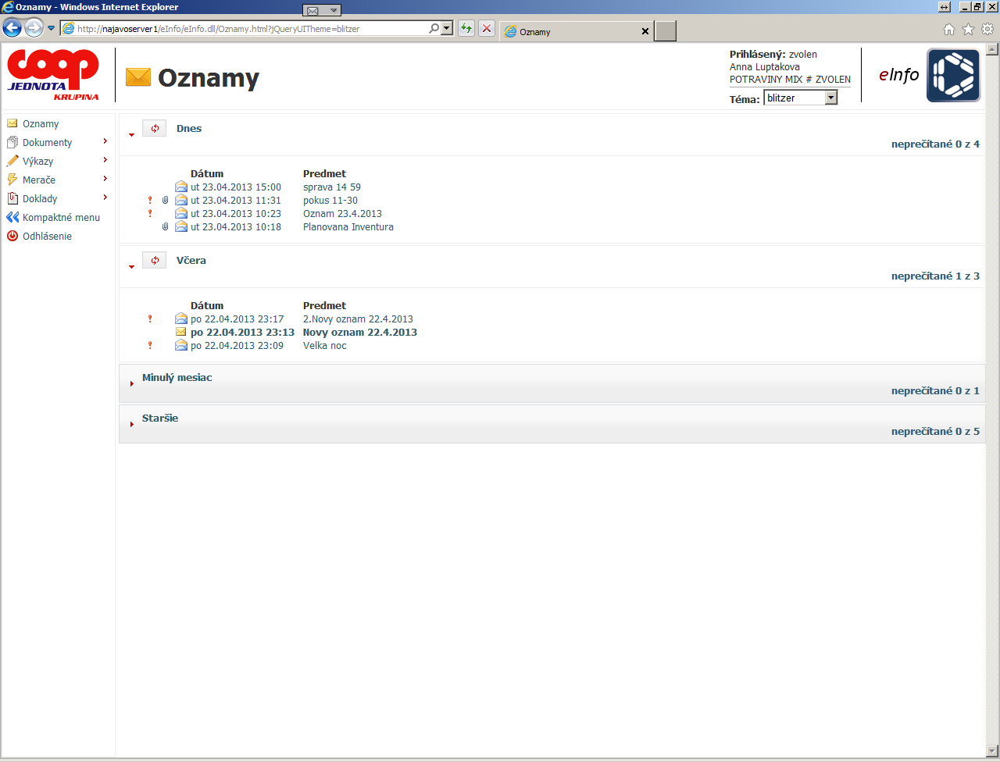 Oznamy - Windows Internet Explorer
http://najavoserver1/eInfo/eInfo.dll/Oznamy.html?jQueryUITheme=blitzer
Oznamy
coop
JEDNOTA
KRUPINA
Oznamy
Prihlásený: zvolen
Anna Luptakova
POTRAVINY MIX # ZVOLEN
Téma: blitzer
eInfo
Oznamy
Dokumenty
Výkazy
Merače
Doklady
Kompaktné menu
Odhlásenie
Dnes
neprečítané 0 z 4
Dátum Predmet
ut 23.04.2013 15:00 sprava 14 59
ut 23.04.2013 11:31 pokus 11-30
ut 23.04.2013 10:23 Oznam 23.4.2013
ut 23.04.2013 10:18 Planovana Inventura
Včera
neprečítané 1 z 3
Dátum Predmet
po 22.04.2013 23:17 2.Novy oznam 22.4.2013
po 22.04.2013 23:13 Novy oznam 22.4.2013
po 22.04.2013 23:09 Velka noc
Minulý mesiac
neprečítané 0 z 1
Staršie
neprečítané 0 z 5